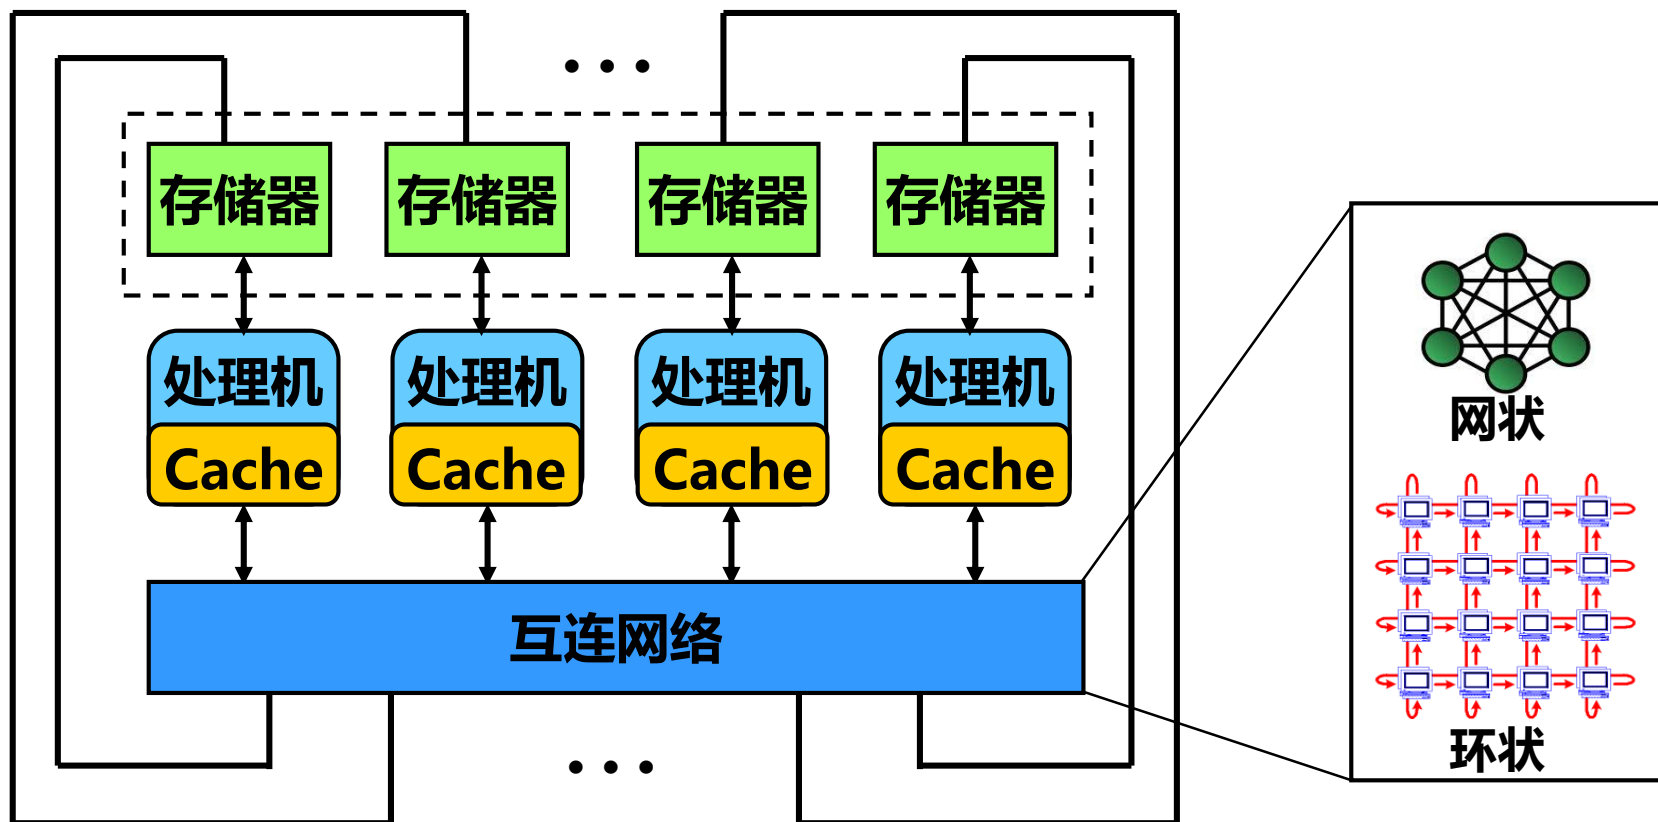 • • •
存储器 存储器 存储器 存储器
处理机 处理机 处理机 处理机
Cache Cache Cache Cache
互连网络
• • •
网状
环状